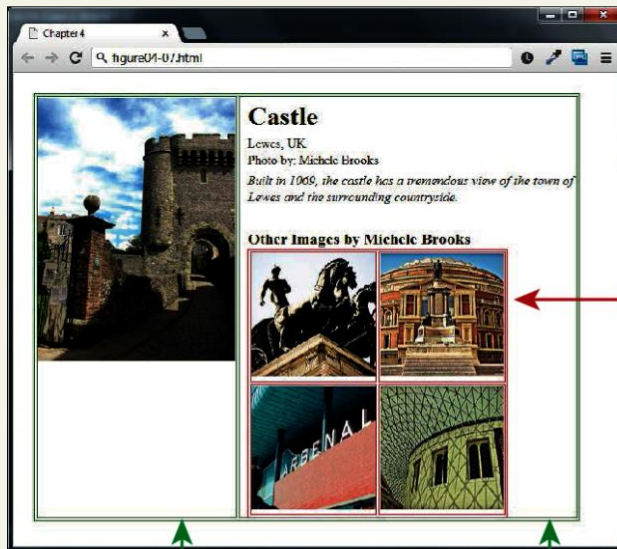 Chapter 4
figure04-07.html
Castle
Lewes, UK
Photo by: Michele Brooks
Built in 1069, the castle has a tremendous view of the town of
Lewes and the surrounding countryside.
Other Images by Michele Brooks
ARSENAL